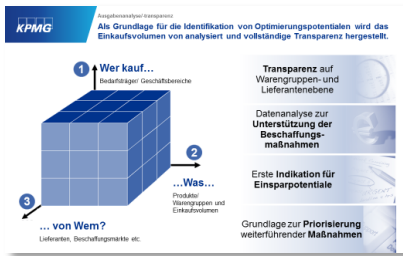 KPMG
Ausgabenanalyse/-transparenz
Als Grundlage für die Identifikation von Optimierungspotentialen wird das
Einkaufsvolumen von analysiert und vollständige Transparenz hergestellt.
1
Wer kauf…
Bedarfsträger/ Geschäftsbereiche
2
…Was…
Produkte/
Warengruppen und
Einkaufsvolumen
3
… von Wem?
Lieferanten, Beschaffungsmärkte etc.
Transparenz auf
Warengruppen- und
Lieferantenebene
Datenanalyse zur
Unterstützung der
Beschaffungs-
maßnahmen
Erste Indikation für
Einsparpotentiale
Grundlage zur Priorisierung
weiterführender Maßnahmen